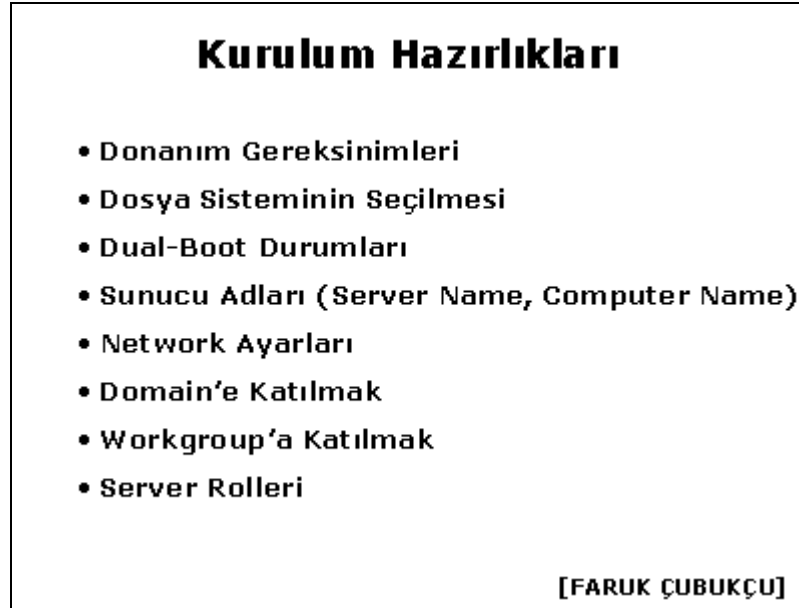 Kurulum Hazırlıkları
• Donanım Gereksinimleri
• Dosya Sisteminin Seçilmesi
• Dual-Boot Durumları
• Sunucu Adları (Server Name, Computer Name)
• Network Ayarları
• Domain’e Katılmak
• Workgroup’a Katılmak
• Server Rolleri
[FARUK ÇUBUKÇU]